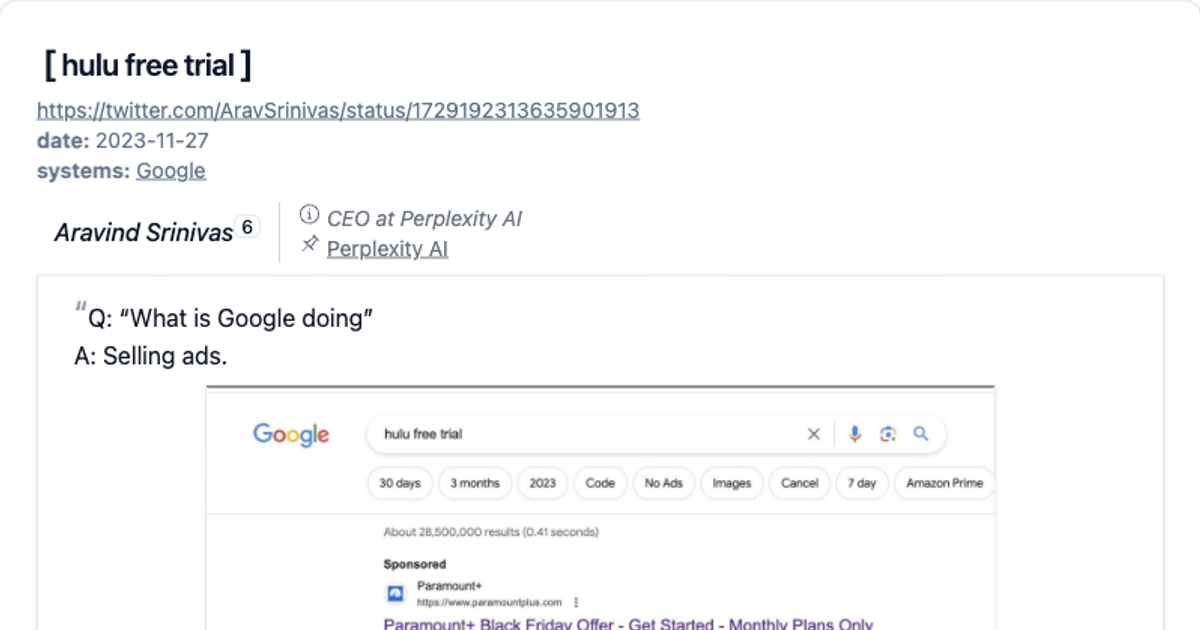 [ hulu free trial ]
https://twitter.com/AravSrinivas/status/1729192313635901913
date: 2023-11-27
systems: Google
Aravind Srinivas 6
CEO at Perplexity AI
Perplexity AI
"Q: “What is Google doing”
A: Selling ads.
Google hulu free trial
30 days 3 months 2023 Code No Ads Images Cancel 7 day Amazon Prime
About 28,500,000 results (0.41 seconds)
Sponsored
Paramount+
https://www.paramountplus.com
Paramount+ Black Friday Offer - Get Started - Monthly Plans Only